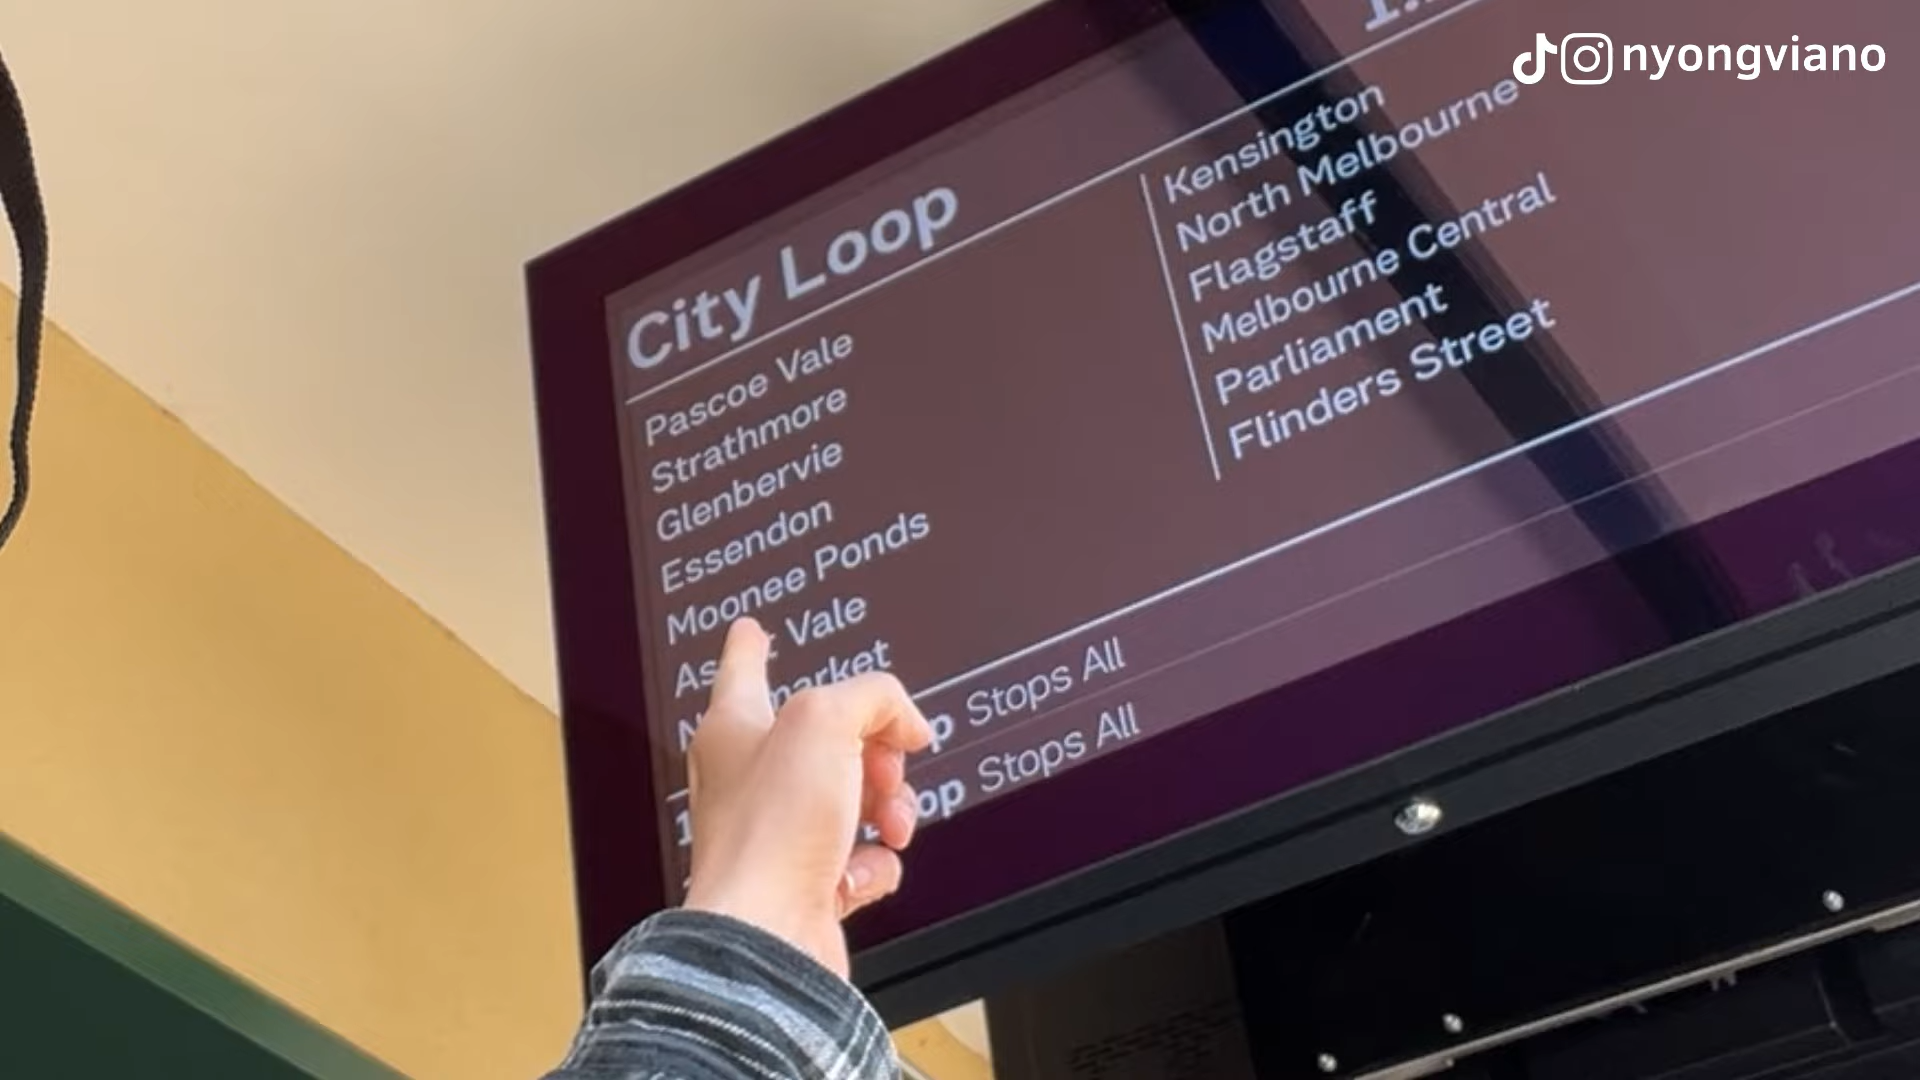 nyongviano
City Loop
Pascoe Vale
Strathmore
Glenbervie
Essendon
Moonee Ponds
Vale
Kensington
North Melbourne
Flagstaff
Melbourne Central
Parliament
Flinders Street
Stops All
Stops All